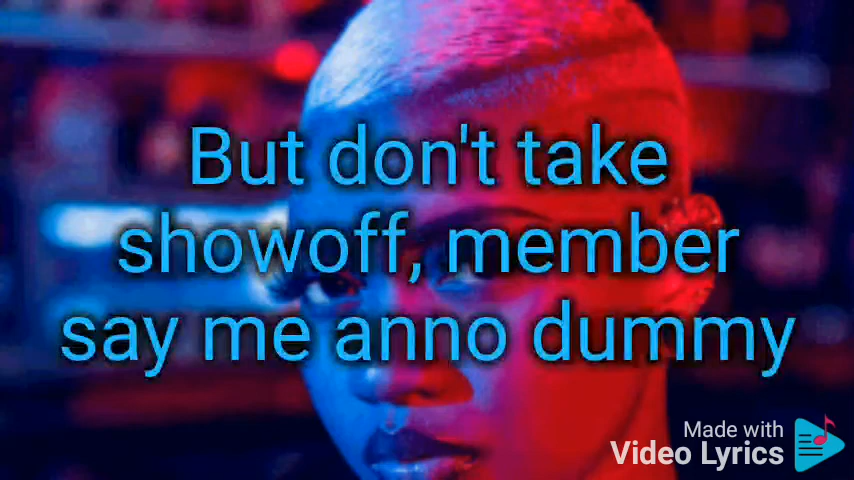 But don't take
showoff, member
say me anno dummy
Made with
Video Lyrics